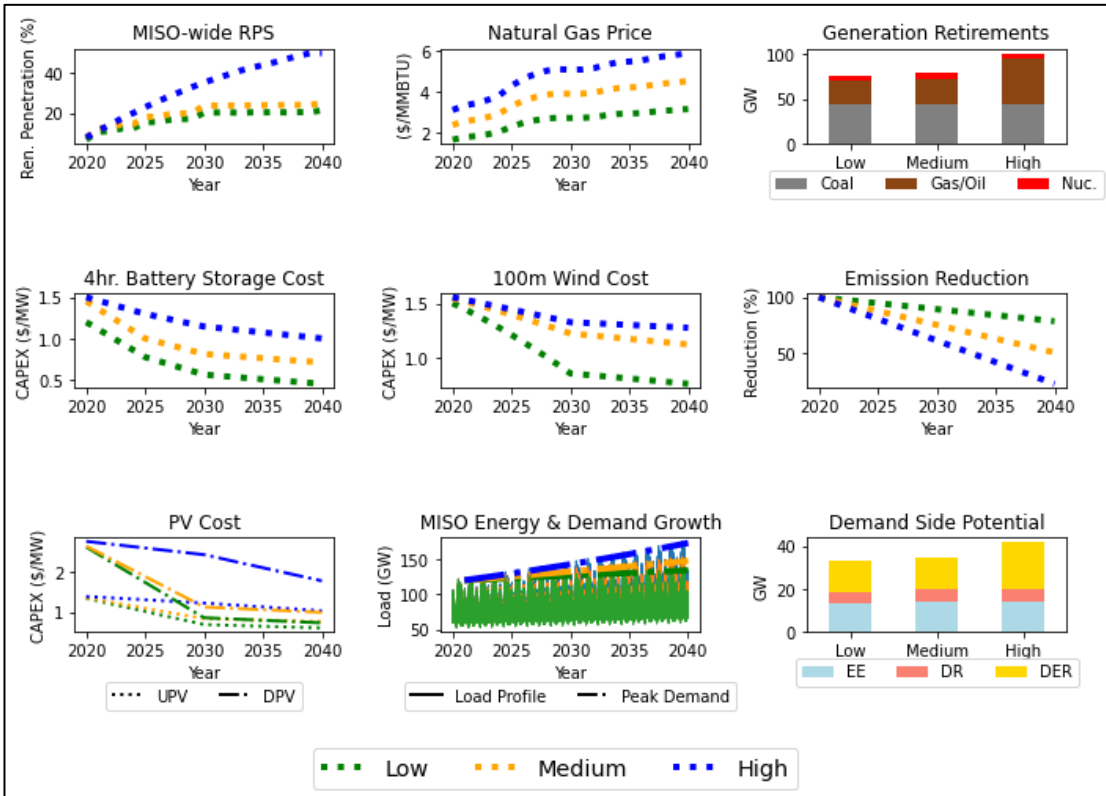 MISO-wide RPS
Ren. Penetration (%)
40
20
2020 2025 2030 2035 2040
Year
Natural Gas Price
($/MMBTU)
6
4
2
2020 2025 2030 2035 2040
Year
Generation Retirements
GW
100
50
0
Low Medium High
Coal Gas/Oil Nuc.
4hr. Battery Storage Cost
CAPEX ($/MW)
1.5
1.0
0.5
2020 2025 2030 2035 2040
Year
100m Wind Cost
CAPEX ($/MW)
1.5
1.0
2020 2025 2030 2035 2040
Year
Emission Reduction
Reduction (%)
100
50
2020 2025 2030 2035 2040
Year
PV Cost
CAPEX ($/MW)
2
1
2020 2025 2030 2035 2040
Year
UPV DPV
MISO Energy & Demand Growth
Load (GW)
150
100
50
2020 2025 2030 2035 2040
Year
Load Profile Peak Demand
Demand Side Potential
GW
40
20
0
Low Medium High
EE DR DER
Low Medium High